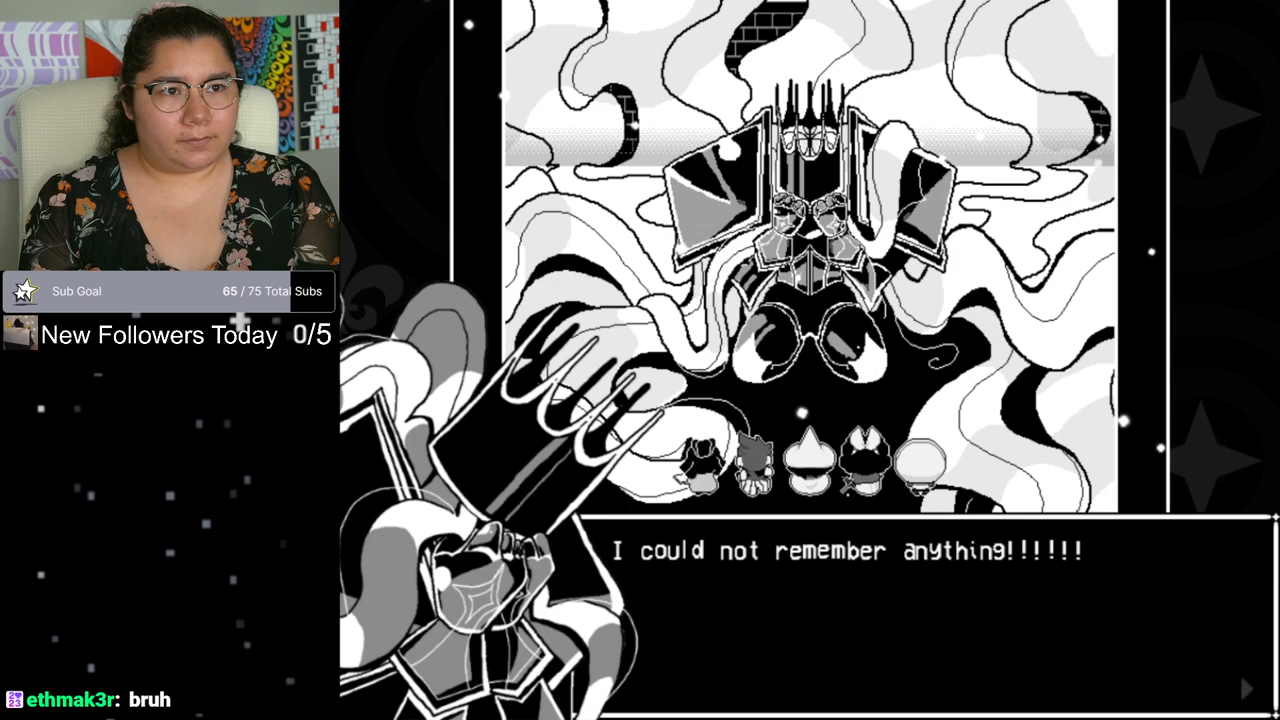 Sub Goal 65 / 75 Total Subs
New Followers Today 0/5
I could not remember anything!!!!!!
ethmak3r: bruh